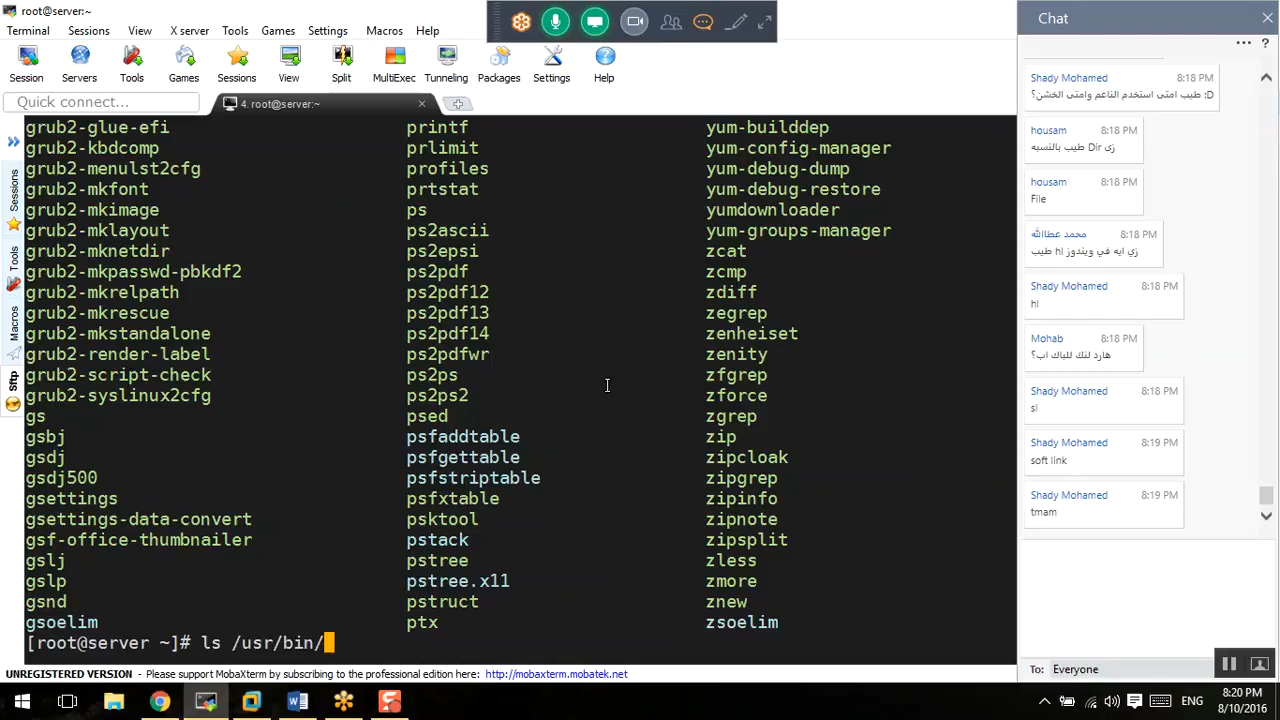 root@server:~
Terminal Sessions View X server Tools Games Settings Macros Help
Session Servers Tools Games Sessions View Split MultiExec Tunneling Packages Settings Help
Quick connect...
4. root@server:~
Sessions
Tools
Macros
Sftp
grub2-glue-efi printf yum-builddep
grub2-kbdcomp prlimit yum-config-manager
grub2-menulst2cfg profiles yum-debug-dump
grub2-mkfont prtstat yum-debug-restore
grub2-mkimage ps yumdownloader
grub2-mklayout ps2ascii yum-groups-manager
grub2-mknetdir ps2epsi zcat
grub2-mkpasswd-pbkdf2 ps2pdf zcmp
grub2-mkrelpath ps2pdf12 zdiff
grub2-mkrescue ps2pdf13 zegrep
grub2-mkstandalone ps2pdf14 zenheiset
grub2-render-label ps2pdfwr zenity
grub2-script-check ps2ps zfgrep
grub2-syslinux2cfg ps2ps2 zforce
gs psed zgrep
gsbj psfaddtable zip
gsdj psfgettable zipcloak
gsdj500 psfstriptable zipgrep
gsettings psfxtable zipinfo
gsettings-data-convert psktool zipnote
gsf-office-thumbnailer pstack zipsplit
gslj pstree zless
gslp pstree.x11 zmore
gsnd pstruct znew
gsoelim ptx zsoelim
[root@server ~]# ls /usr/bin/
UNREGISTERED VERSION - Please support MobaXterm by subscribing to the professional edition here: http://mobaxterm.mobatek.net
Chat
... ?
Shady Mohamed 8:18 PM
طيب امتى استخدم الناعم وامتى الخشن؟ :D
housam 8:18 PM
طيب بالنسبه Dir زى
housam 8:18 PM
File
محمد عطاالله 8:18 PM
طيب hl زي ايه في ويندوز
Shady Mohamed 8:18 PM
hl
Mohab 8:18 PM
هارد لنك للباك اب؟
Shady Mohamed 8:18 PM
sl
Shady Mohamed 8:19 PM
soft link
Shady Mohamed 8:19 PM
tmam
To: Everyone
ENG
8:20 PM
8/10/2016